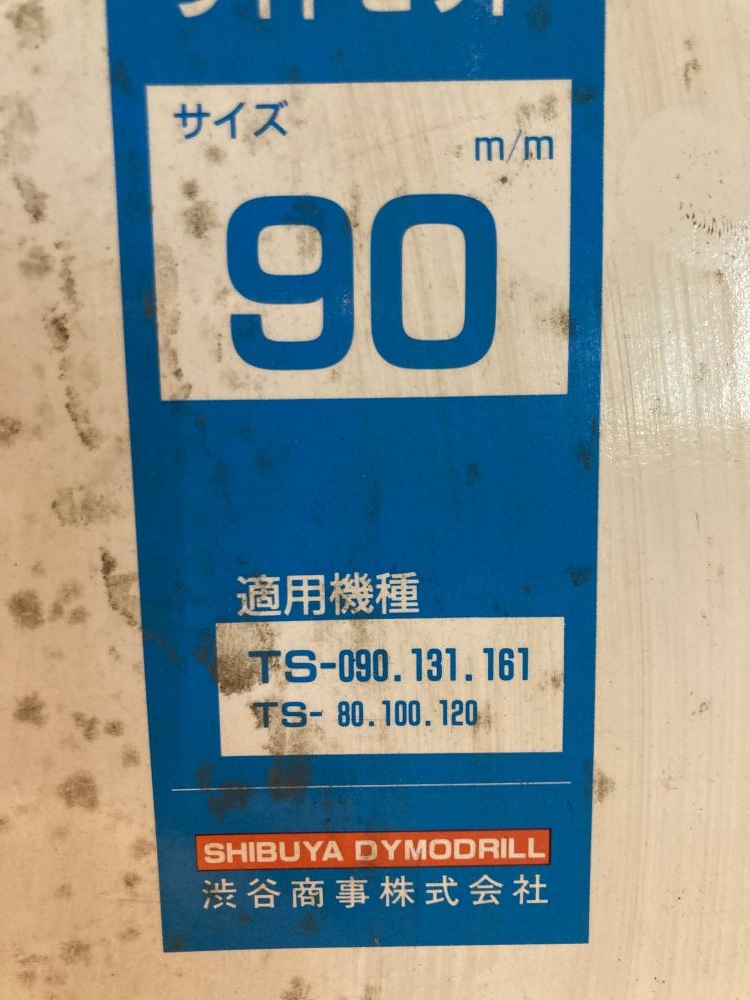 サイズ
m/m
90
適用機種
TS-090.131.161
TS- 80.100.120
SHIBUYA DYMODRILL
渋谷商事株式会社